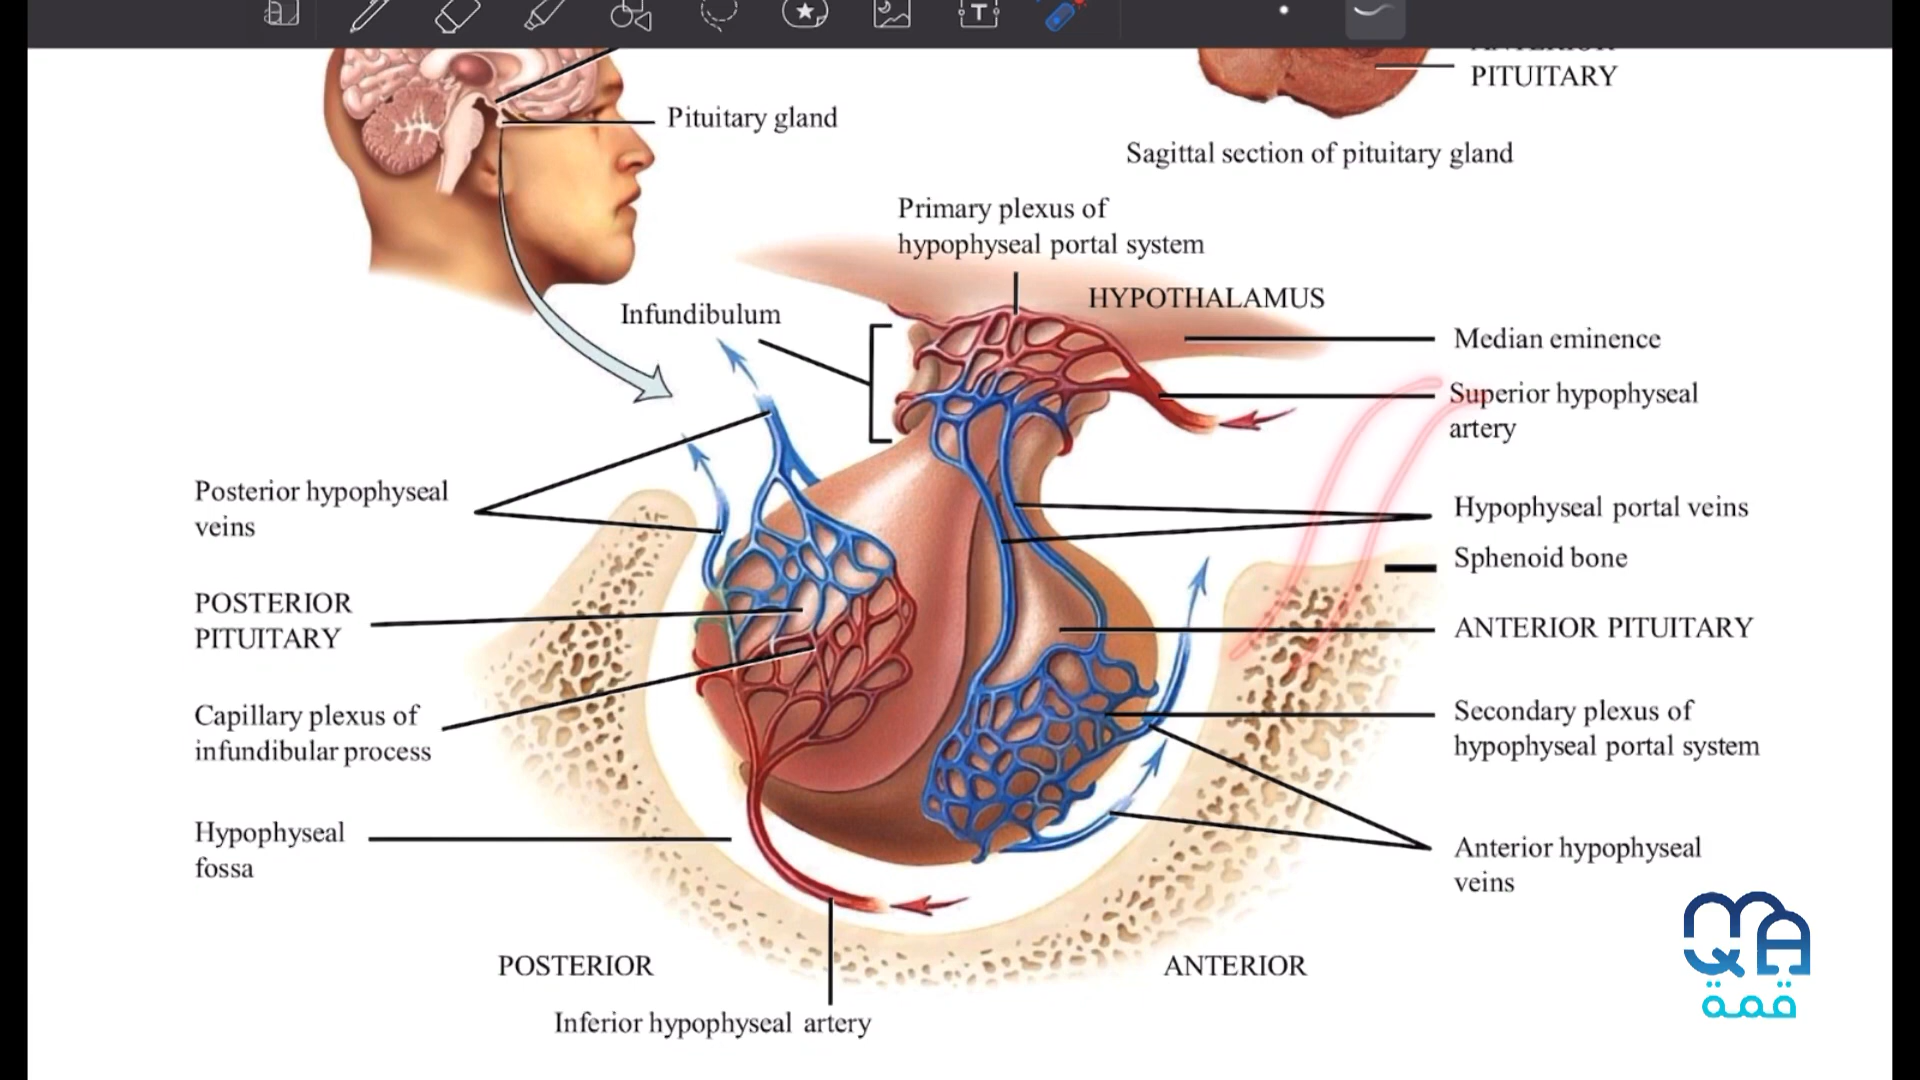 ANTERIOR
PITUITARY
Pituitary gland
Sagittal section of pituitary gland
Primary plexus of
hypophyseal portal system
HYPOTHALAMUS
Infundibulum
Median eminence
Superior hypophyseal
artery
Posterior hypophyseal
veins
Hypophyseal portal veins
Sphenoid bone
POSTERIOR
PITUITARY
ANTERIOR PITUITARY
Capillary plexus of
infundibular process
Secondary plexus of
hypophyseal portal system
Hypophyseal
fossa
Anterior hypophyseal
veins
POSTERIOR
ANTERIOR
Inferior hypophyseal artery
QMA
قمة
T